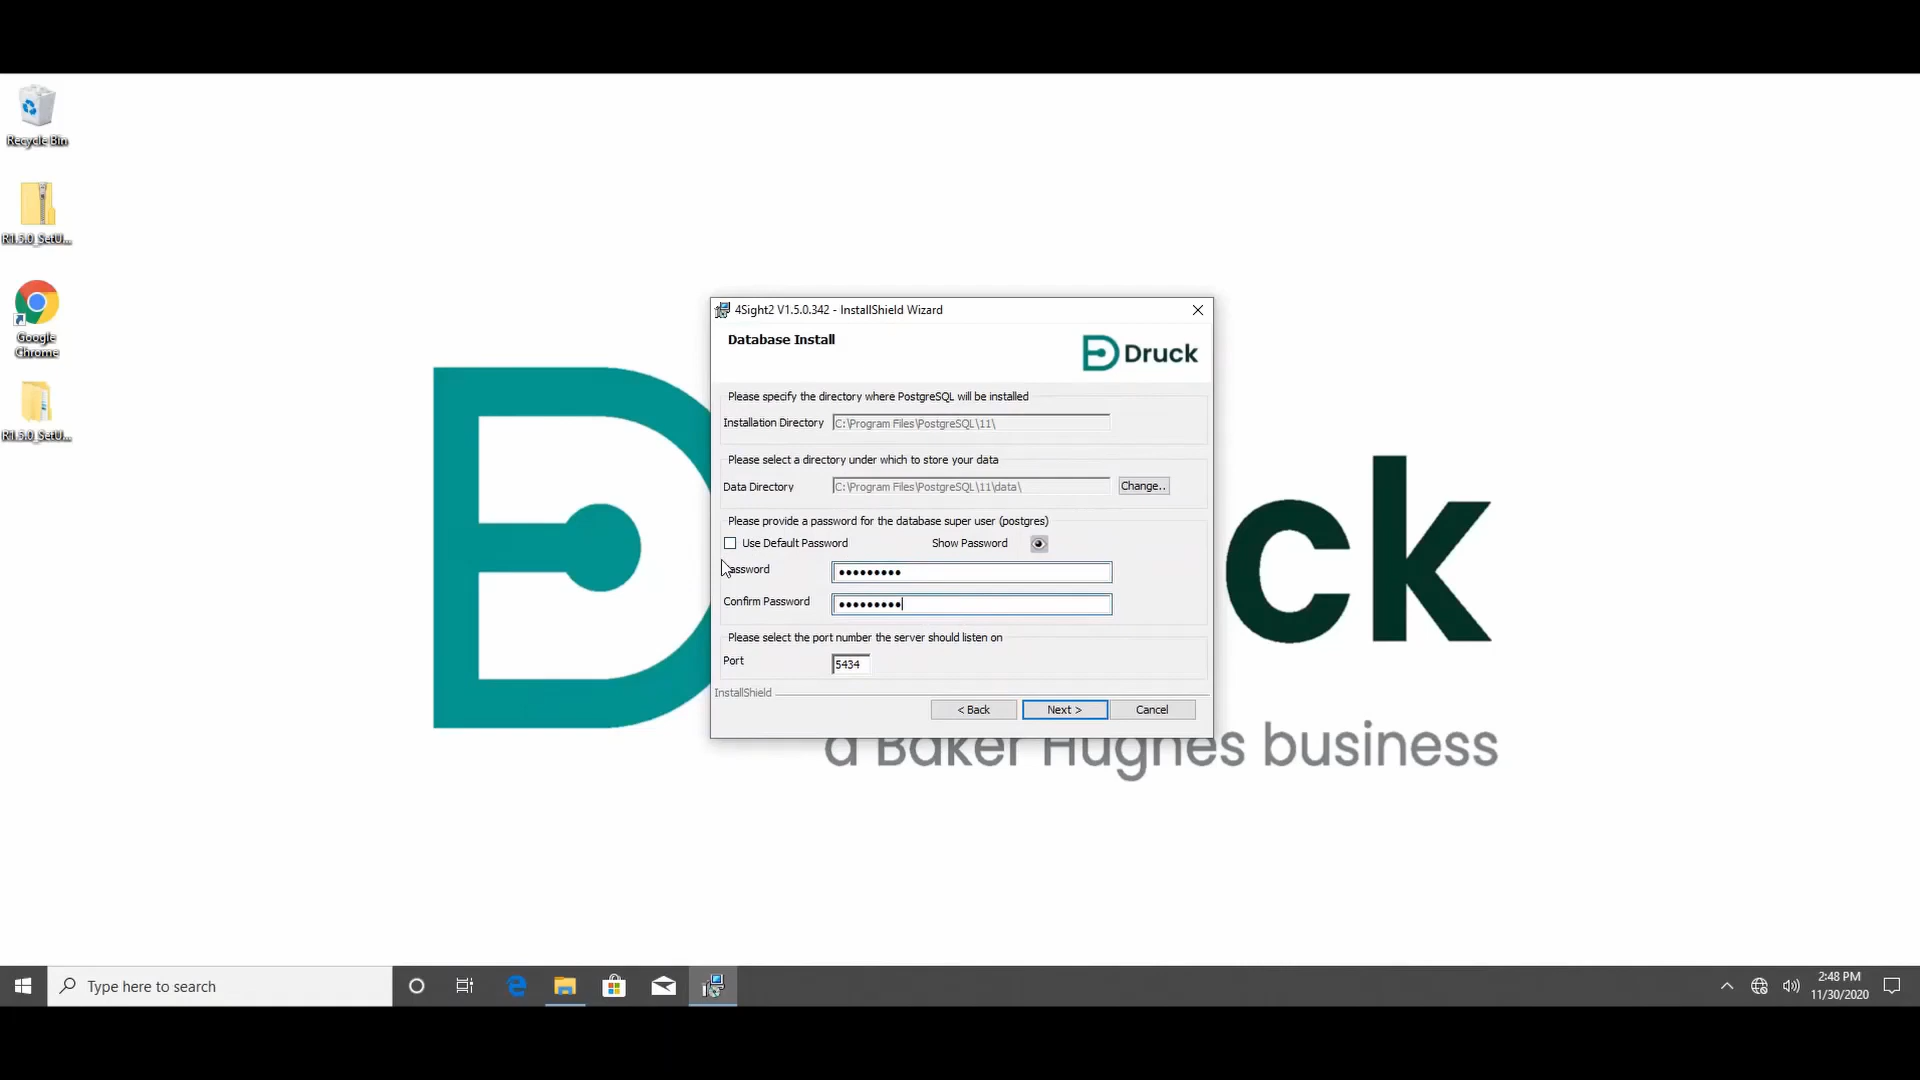 Recycle Bin
R1.5.0_SetU...
Google
Chrome
R1.5.0_SetU...
4Sight2 V1.5.0.342 - InstallShield Wizard
Database Install
Druck
Please specify the directory where PostgreSQL will be installed
Installation Directory
C:\Program Files\PostgreSQL\11\
Please select a directory under which to store your data
Data Directory
C:\Program Files\PostgreSQL\11\data\
Change..
Please provide a password for the database super user (postgres)
Use Default Password
Show Password
Password
•••••••••
Confirm Password
•••••••••
Please select the port number the server should listen on
Port
5434
InstallShield
< Back
Next >
Cancel
ck
a Baker Hughes business
Type here to search
2:48 PM
11/30/2020